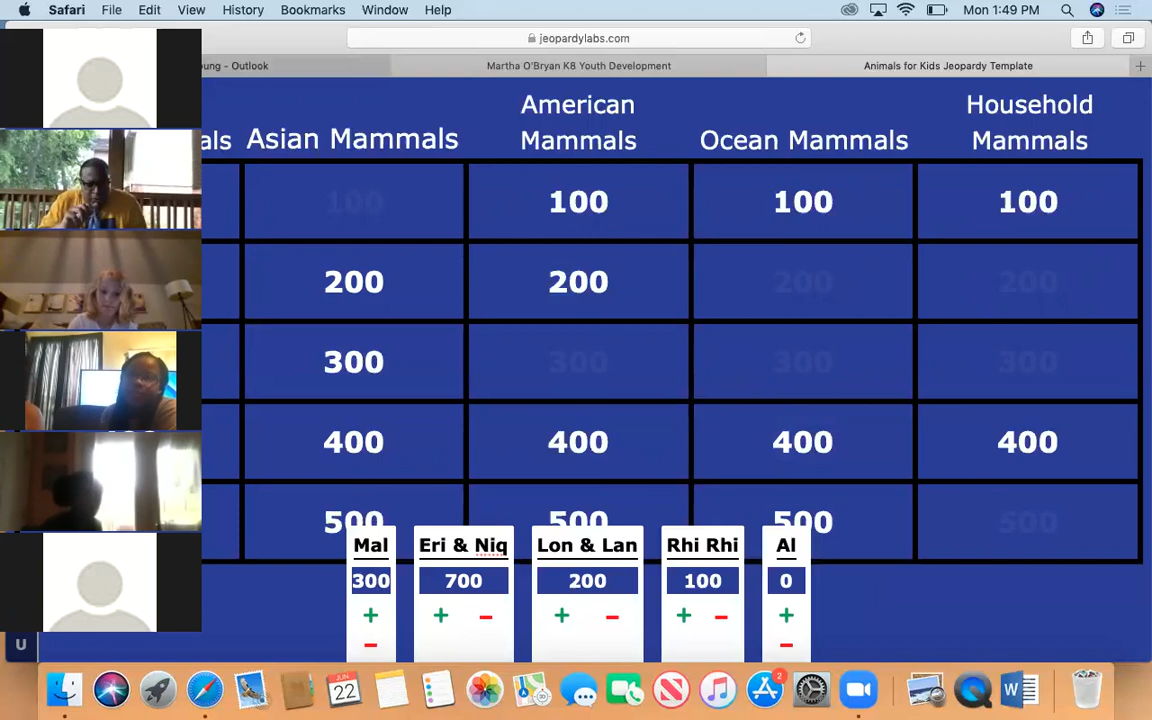 Safari File Edit View History Bookmarks Window Help Mon 1:49 PM
jeopardylabs.com
oung - Outlook Martha O'Bryan K8 Youth Development Animals for Kids Jeopardy Template
als Asian Mammals American Mammals Ocean Mammals Household Mammals
100 100 100 100
200 200 200 200
300 300 300 300
400 400 400 400
500 500 500 500
Mal Eri & Niq Lon & Lan Rhi Rhi Al
300 700 200 100 0
+ + - + - + - +
- -
U
JUN
22
2
W